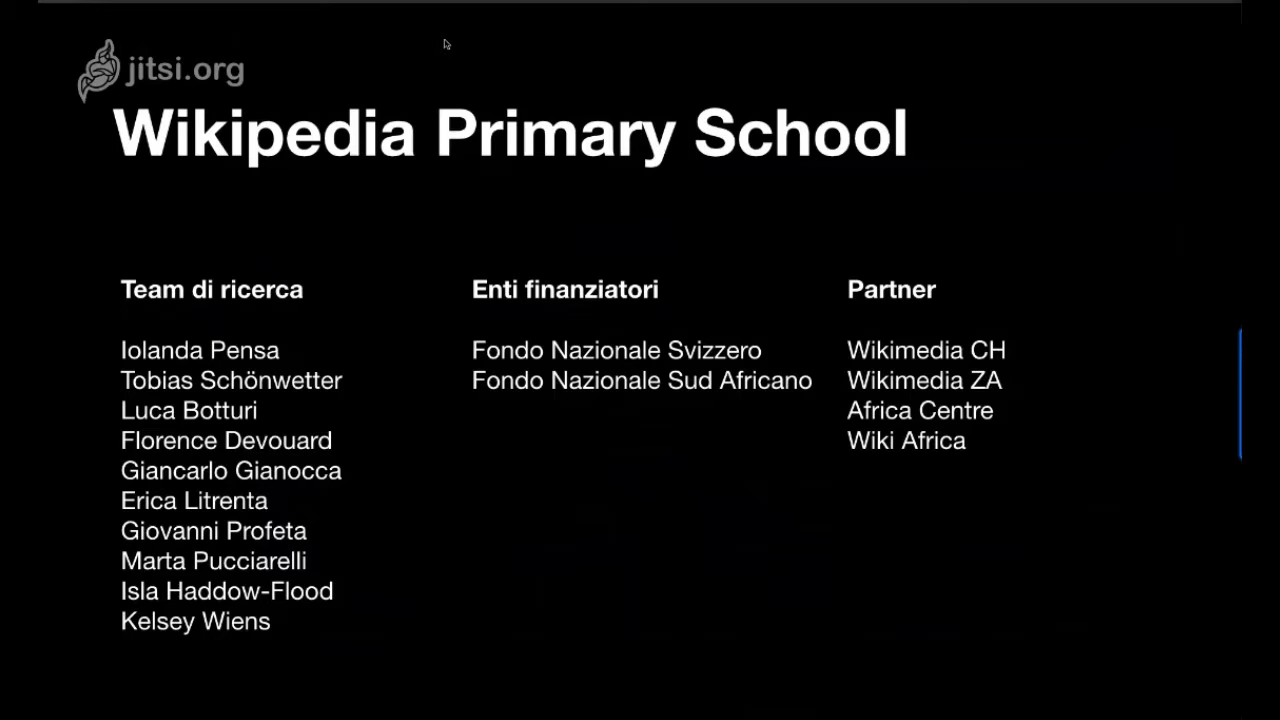 jitsi.org
Wikipedia Primary School
Team di ricerca
Iolanda Pensa
Tobias Schönwetter
Luca Botturi
Florence Devouard
Giancarlo Gianocca
Erica Litrenta
Giovanni Profeta
Marta Pucciarelli
Isla Haddow-Flood
Kelsey Wiens
Enti finanziatori
Fondo Nazionale Svizzero
Fondo Nazionale Sud Africano
Partner
Wikimedia CH
Wikimedia ZA
Africa Centre
Wiki Africa